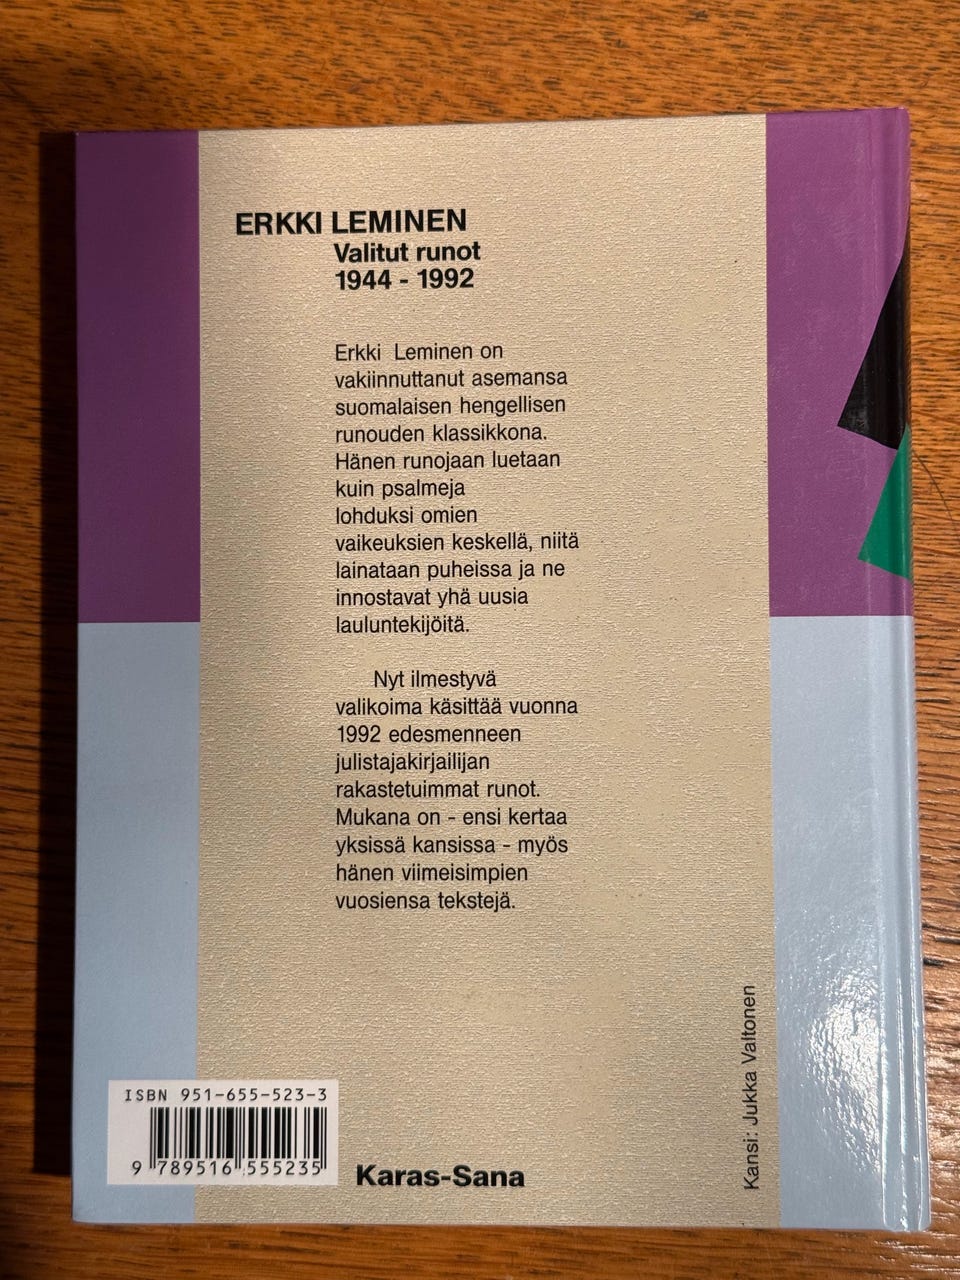 ERKKI LEMINEN
Valitut runot
1944 - 1992
Erkki Leminen on
vakiinnuttanut asemansa
suomalaisen hengellisen
runouden klassikkona.
Hänen runojaan luetaan
kuin psalmeja
lohduksi omien
vaikeuksien keskellä, niitä
lainataan puheissa ja ne
innostavat yhä uusia
lauluntekijöitä.
Nyt ilmestyvä
valikoima käsittää vuonna
1992 edesmenneen
julistajakirjailijan
rakastetuimmat runot.
Mukana on - ensi kertaa
yksissä kansissa - myös
hänen viimeisimpien
vuosiensa tekstejä.
Kansi: Jukka Valtonen
ISBN 951-655-523-3
9 789516 555235
Karas-Sana